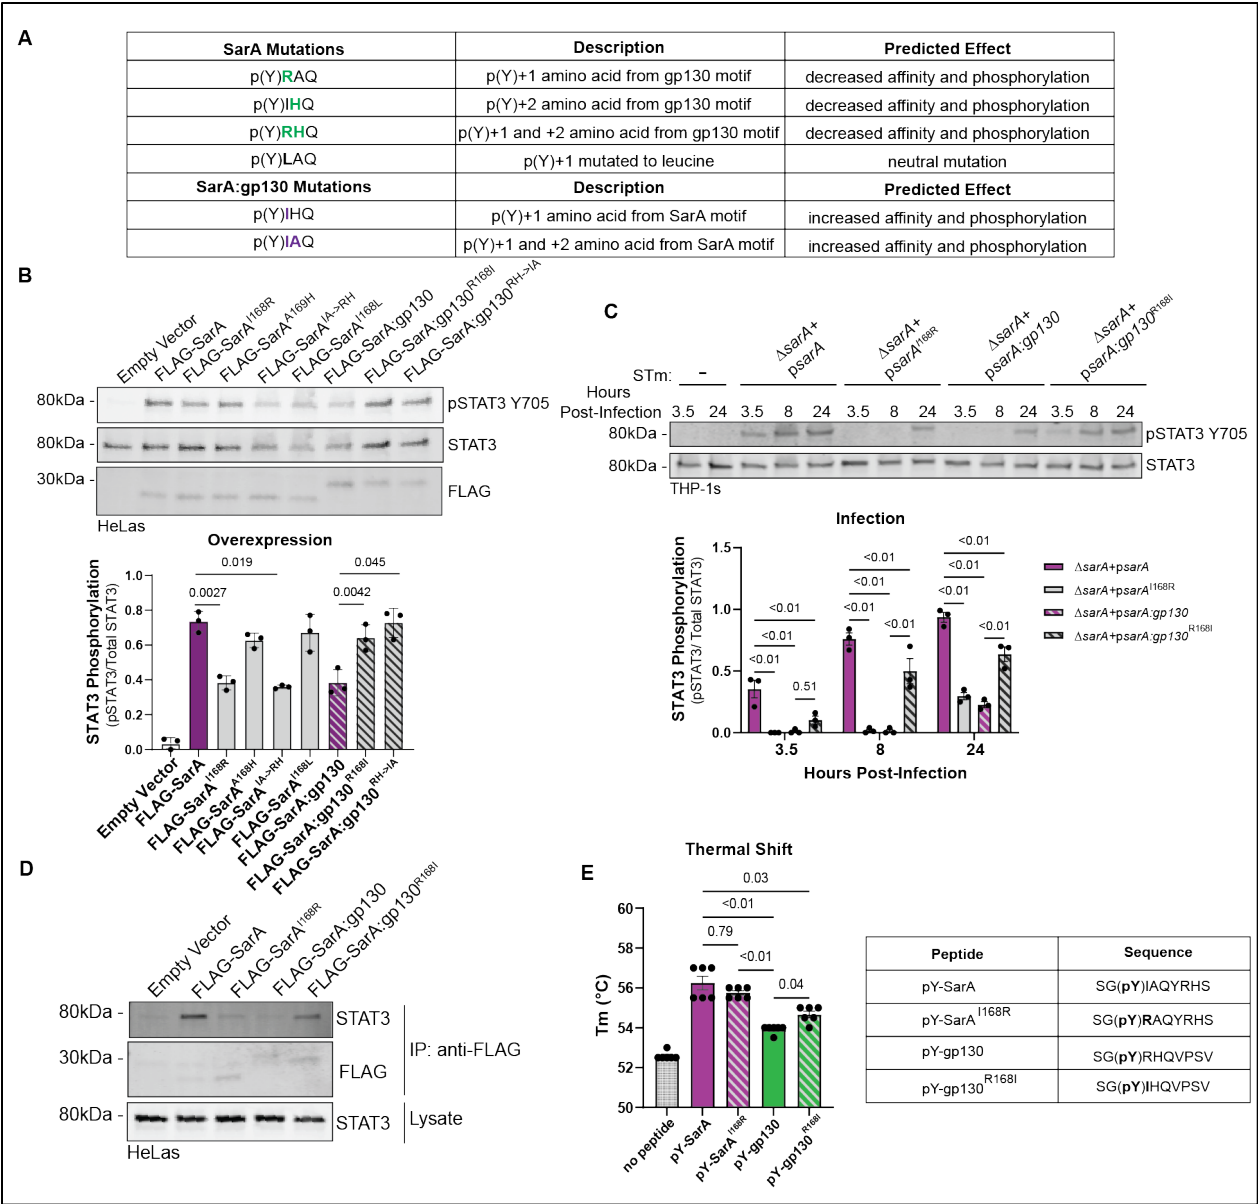 A
SarA Mutations Description Predicted Effect
p(Y)RAQ p(Y)+1 amino acid from gp130 motif decreased affinity and phosphorylation
p(Y)IHQ p(Y)+2 amino acid from gp130 motif decreased affinity and phosphorylation
p(Y)RHQ p(Y)+1 and +2 amino acid from gp130 motif decreased affinity and phosphorylation
p(Y)LAQ p(Y)+1 mutated to leucine neutral mutation
SarA:gp130 Mutations Description Predicted Effect
p(Y)IHQ p(Y)+1 amino acid from SarA motif increased affinity and phosphorylation
p(Y)IAQ p(Y)+1 and +2 amino acid from SarA motif increased affinity and phosphorylation
B
Empty Vector
FLAG-SarA
FLAG-SarA I168R
FLAG-SarA A169H
FLAG-SarA IA->RH
FLAG-SarA I168L
FLAG-SarA:gp130
FLAG-SarA:gp130 R168I
FLAG-SarA:gp130 RH->IA
80kDa - pSTAT3 Y705
80kDa - STAT3
30kDa - FLAG
HeLas
Overexpression
STAT3 Phosphorylation
(pSTAT3/Total STAT3)
1.0
0.8
0.6
0.4
0.2
0.0
0.019
0.045
0.0027
0.0042
Empty Vector
FLAG-SarA
FLAG-SarA I168R
FLAG-SarA A168H
FLAG-SarA IA->RH
FLAG-SarA I168L
FLAG-SarA:gp130
FLAG-SarA:gp130 R168I
FLAG-SarA:gp130 RH->IA
C
STm: -
ΔsarA+
psarA
ΔsarA+
psarA I168R
ΔsarA+
psarA:gp130
ΔsarA+
psarA:gp130 R168I
Hours
Post-Infection 3.5 24 3.5 8 24 3.5 8 24 3.5 8 24 3.5 8 24
80kDa - pSTAT3 Y705
80kDa - STAT3
THP-1s
Infection
STAT3 Phosphorylation
(pSTAT3/ Total STAT3)
1.5
1.0
0.5
0.0
<0.01
<0.01
<0.01
0.51
<0.01
<0.01
<0.01
<0.01
<0.01
<0.01
<0.01
<0.01
3.5 8 24
Hours Post-Infection
ΔsarA+psarA
ΔsarA+psarA I168R
ΔsarA+psarA:gp130
ΔsarA+psarA:gp130 R168I
D
Empty Vector
FLAG-SarA
FLAG-SarA I168R
FLAG-SarA:gp130
FLAG-SarA:gp130 R168I
80kDa - STAT3
30kDa - FLAG
IP: anti-FLAG
80kDa - STAT3
Lysate
HeLas
E
Thermal Shift
Tm (°C)
60
58
56
54
52
50
0.03
<0.01
0.79
<0.01
0.04
no peptide
pY-SarA
pY-SarA I168R
pY-gp130
pY-gp130 R168I
Peptide Sequence
pY-SarA SG(pY)IAQYRHS
pY-SarA I168R SG(pY)RAQYRHS
pY-gp130 SG(pY)RHQVPSV
pY-gp130 R168I SG(pY)IHQVPSV